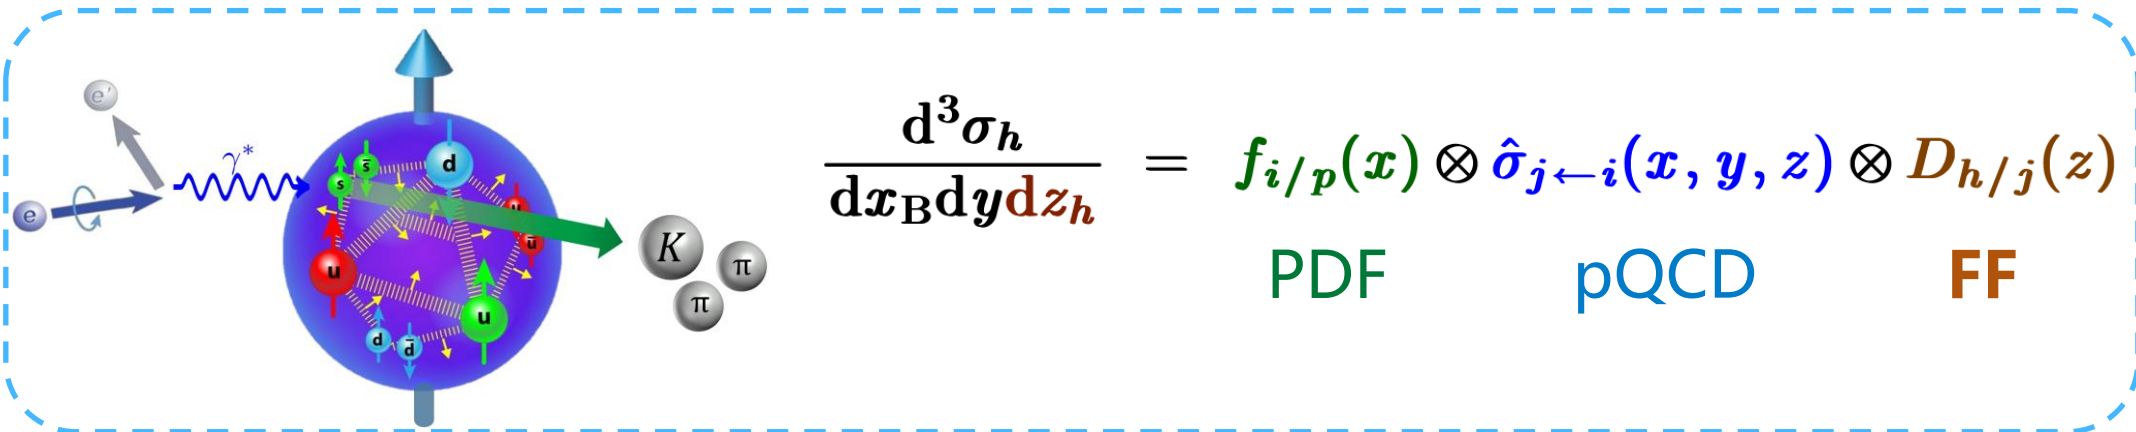 e'
γ*
e
s s̄ d
u ū
u
u
d d̄
K π
π
d³σ_h / dx_B dy dz_h = f_{i/p}(x) ⊗ σ̂_{j←i}(x, y, z) ⊗ D_{h/j}(z)
PDF pQCD FF